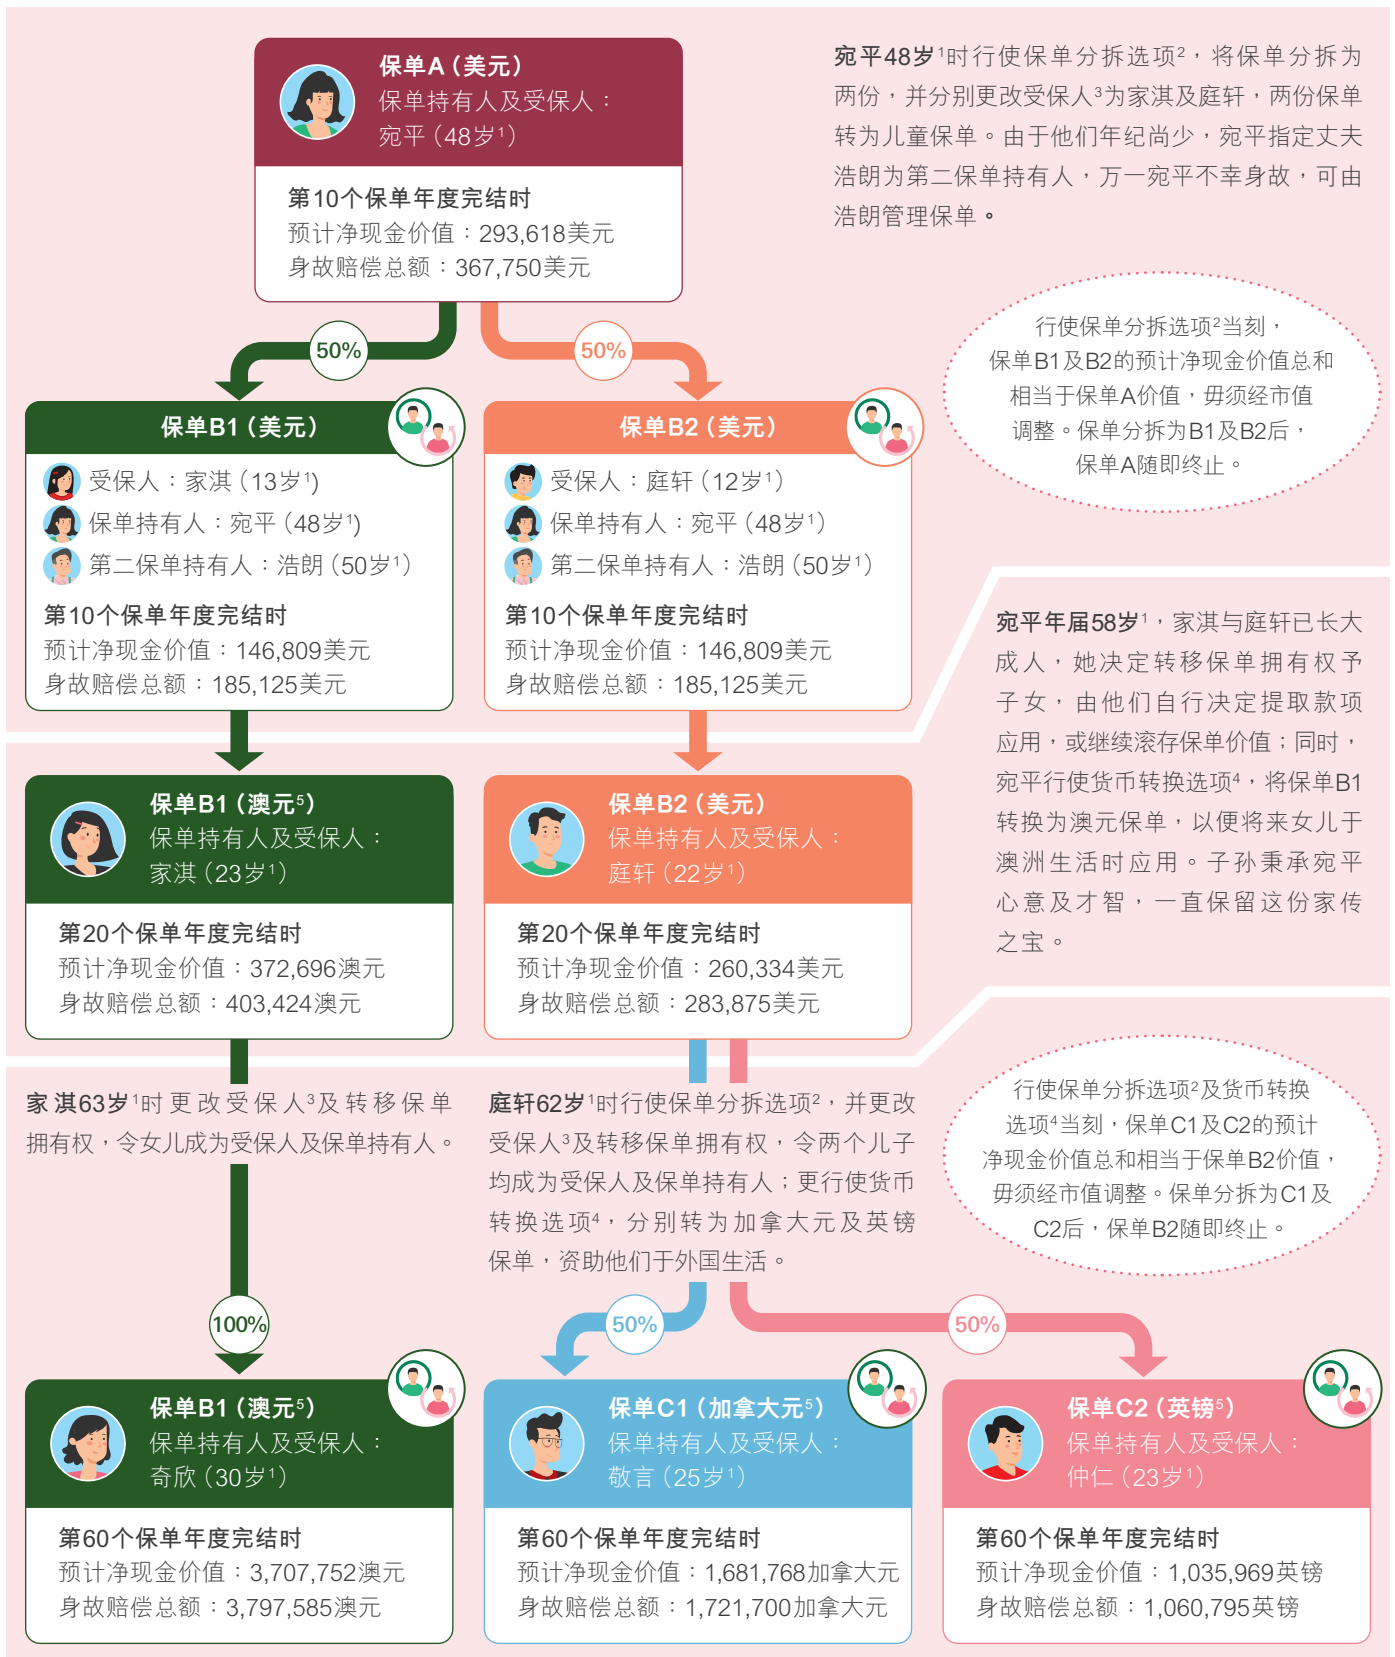 保单A（美元）
保单持有人及受保人：
宛平（48岁¹）
第10个保单年度完结时
预计净现金价值：293,618美元
身故赔偿总额：367,750美元
宛平48岁¹时行使保单分拆选项²，将保单分拆为
两份，并分别更改受保人³为家淇及庭轩，两份保单
转为儿童保单。由于他们年纪尚少，宛平指定丈夫
浩朗为第二保单持有人，万一宛平不幸身故，可由
浩朗管理保单。
50%
50%
行使保单分拆选项²当刻，
保单B1及B2的预计净现金价值总和
相当于保单A价值，毋须经市值
调整。保单分拆为B1及B2后，
保单A随即终止。
保单B1（美元）
受保人：家淇（13岁¹)
保单持有人：宛平（48岁¹)
第二保单持有人：浩朗（50岁¹）
第10个保单年度完结时
预计净现金价值：146,809美元
身故赔偿总额：185,125美元
保单B2（美元）
受保人：庭轩（12岁¹）
保单持有人：宛平（48岁¹）
第二保单持有人：浩朗（50岁¹）
第10个保单年度完结时
预计净现金价值：146,809美元
身故赔偿总额：185,125美元
宛平年届58岁¹，家淇与庭轩已长大
成人，她决定转移保单拥有权予
子女，由他们自行决定提取款项
应用，或继续滚存保单价值；同时，
宛平行使货币转换选项⁴，将保单B1
转换为澳元保单，以便将来女儿于
澳洲生活时应用。子孙秉承宛平
心意及才智，一直保留这份家传
之宝。
保单B1（澳元⁵）
保单持有人及受保人：
家淇（23岁¹）
第20个保单年度完结时
预计净现金价值：372,696澳元
身故赔偿总额：403,424澳元
保单B2（美元）
保单持有人及受保人：
庭轩（22岁¹）
第20个保单年度完结时
预计净现金价值：260,334美元
身故赔偿总额：283,875美元
家淇63岁¹时更改受保人³及转移保单
拥有权，令女儿成为受保人及保单持有人。
庭轩62岁¹时行使保单分拆选项²，并更改
受保人³及转移保单拥有权，令两个儿子
均成为受保人及保单持有人；更行使货币
转换选项⁴，分别转为加拿大元及英镑
保单，资助他们于外国生活。
行使保单分拆选项²及货币转换
选项⁴当刻，保单C1及C2的预计
净现金价值总和相当于保单B2价值，
毋须经市值调整。保单分拆为C1及
C2后，保单B2随即终止。
100%
50%
50%
保单B1（澳元⁵）
保单持有人及受保人：
奇欣（30岁¹）
第60个保单年度完结时
预计净现金价值：3,707,752澳元
身故赔偿总额：3,797,585澳元
保单C1（加拿大元⁵）
保单持有人及受保人：
敬言（25岁¹）
第60个保单年度完结时
预计净现金价值：1,681,768加拿大元
身故赔偿总额：1,721,700加拿大元
保单C2（英镑⁵）
保单持有人及受保人：
仲仁（23岁¹）
第60个保单年度完结时
预计净现金价值：1,035,969英镑
身故赔偿总额：1,060,795英镑